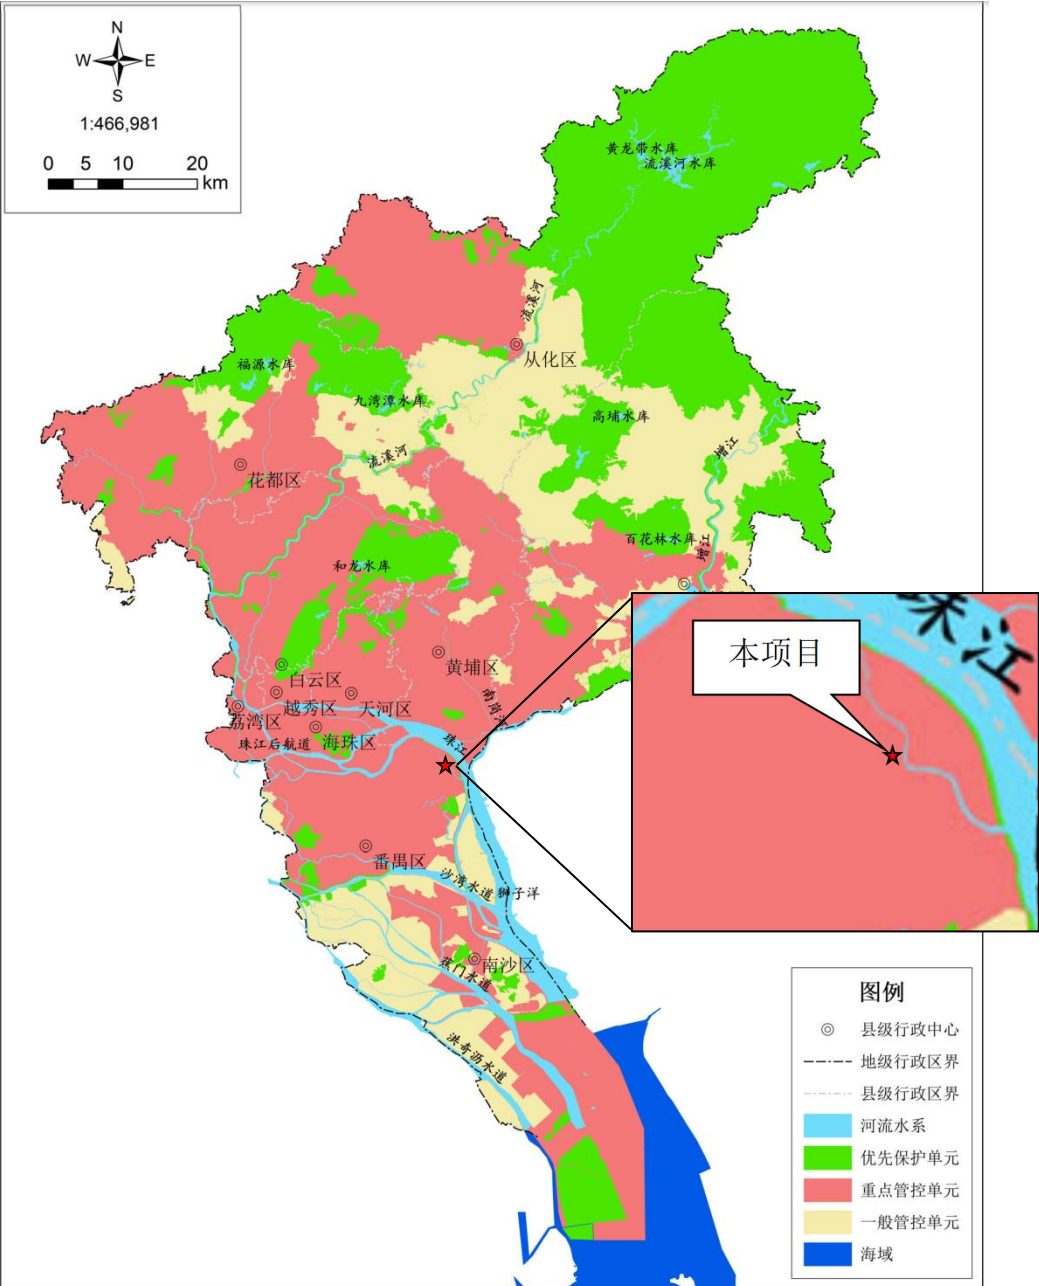 N
W E
S
1:466,981
0 5 10 20
km
黄龙带水库
流溪河水库
流溪河
从化区
福源水库
九湾潭水库
高埔水库
增江
流溪河
花都区
百花林水库
增江
和龙水库
本项目
珠江
黄埔区
白云区
南岗河
越秀区
天河区
荔湾区
海珠区
珠江后航道
珠江
番禺区
沙湾水道
狮子洋
南沙区
蕉门水道
洪奇沥水道
图例
县级行政中心
地级行政区界
县级行政区界
河流水系
优先保护单元
重点管控单元
一般管控单元
海域